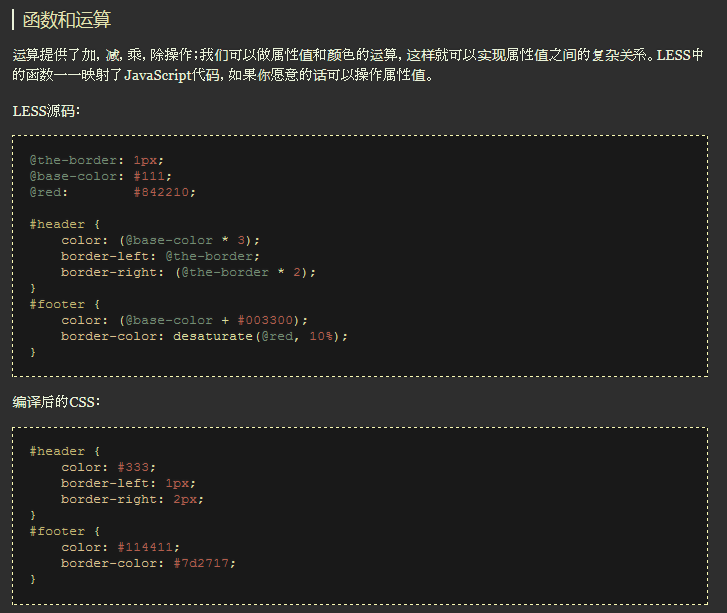 函数和运算
运算提供了加, 减, 乘, 除操作; 我们可以做属性值和颜色的运算, 这样就可以实现属性值之间的复杂关系。LESS中
的函数一一映射了JavaScript代码, 如果你愿意的话可以操作属性值。
LESS源码:
@the-border: 1px;
@base-color: #111;
@red:        #842210;
#header {
    color: (@base-color * 3);
    border-left: @the-border;
    border-right: (@the-border * 2);
}
#footer {
    color: (@base-color + #003300);
    border-color: desaturate(@red, 10%);
}
编译后的CSS:
#header {
    color: #333;
    border-left: 1px;
    border-right: 2px;
}
#footer {
    color: #114411;
    border-color: #7d2717;
}